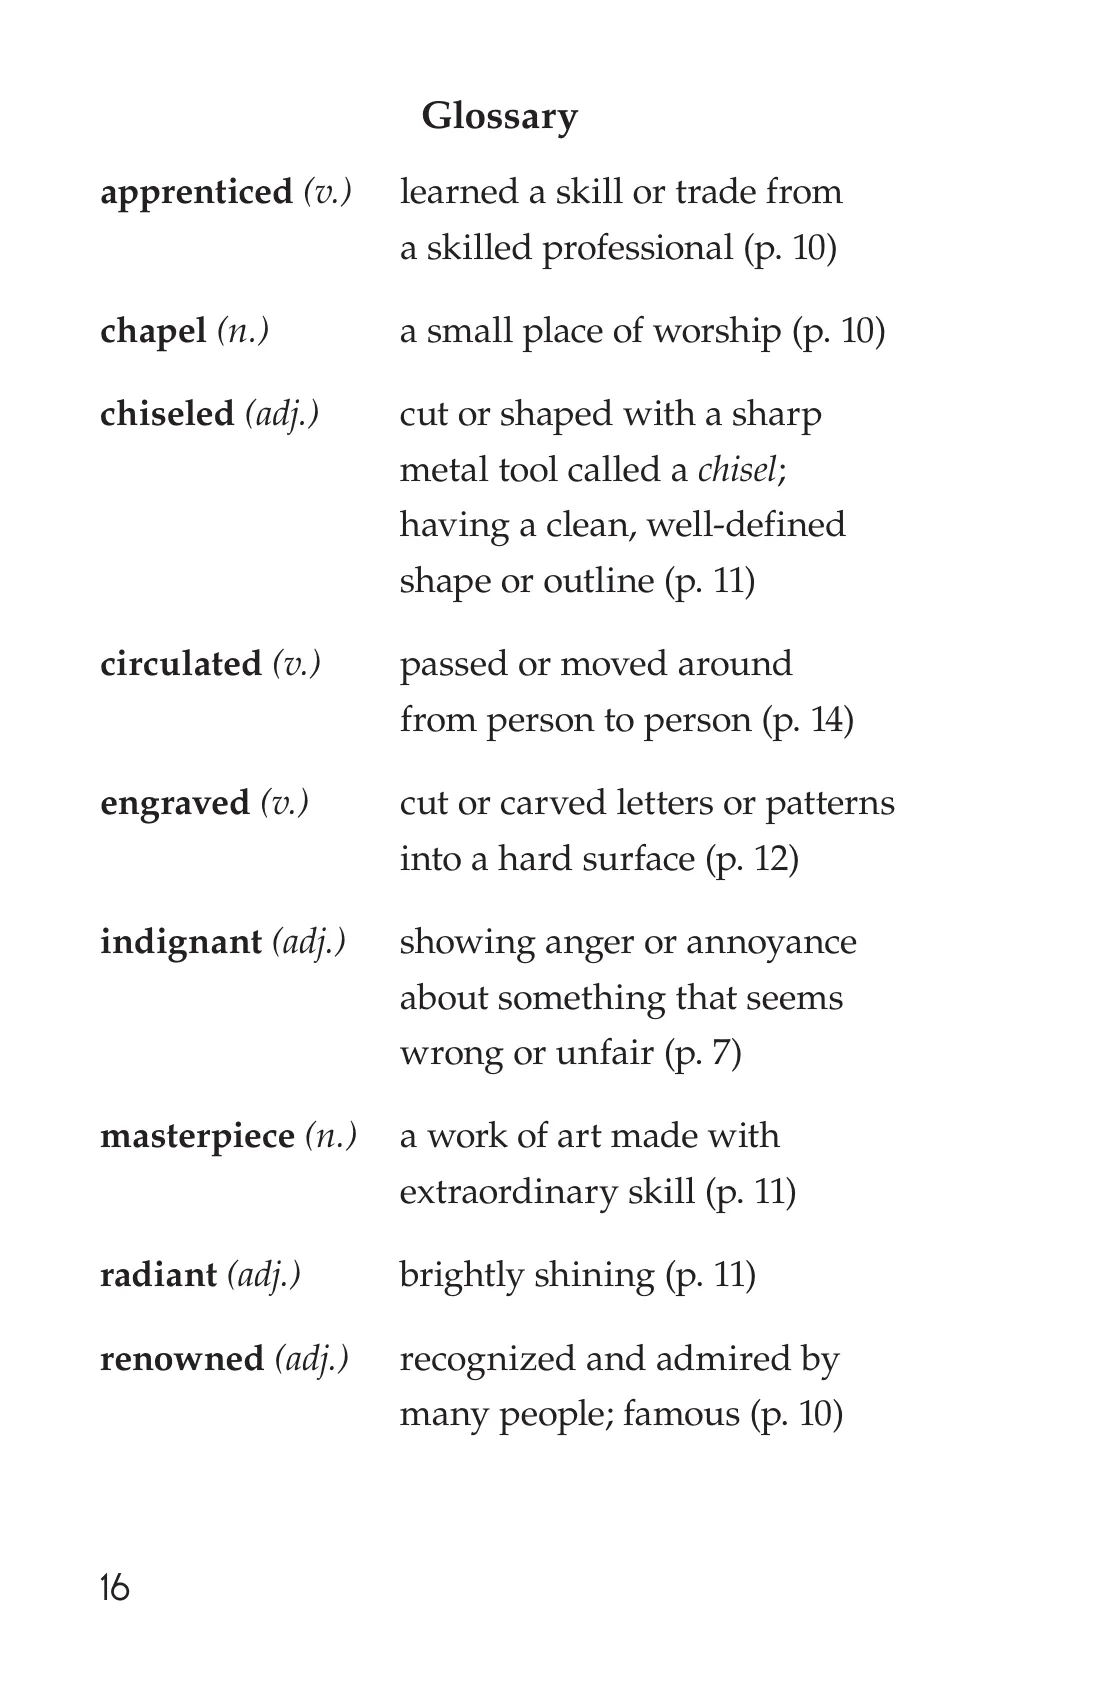 Glossary
apprenticed (v.) learned a skill or trade from
a skilled professional (p. 10)
chapel (n.) a small place of worship (p. 10)
chiseled (adj.) cut or shaped with a sharp
metal tool called a chisel;
having a clean, well-defined
shape or outline (p. 11)
circulated (v.) passed or moved around
from person to person (p. 14)
engraved (v.) cut or carved letters or patterns
into a hard surface (p. 12)
indignant (adj.) showing anger or annoyance
about something that seems
wrong or unfair (p. 7)
masterpiece (n.) a work of art made with
extraordinary skill (p. 11)
radiant (adj.) brightly shining (p. 11)
renowned (adj.) recognized and admired by
many people; famous (p. 10)
16